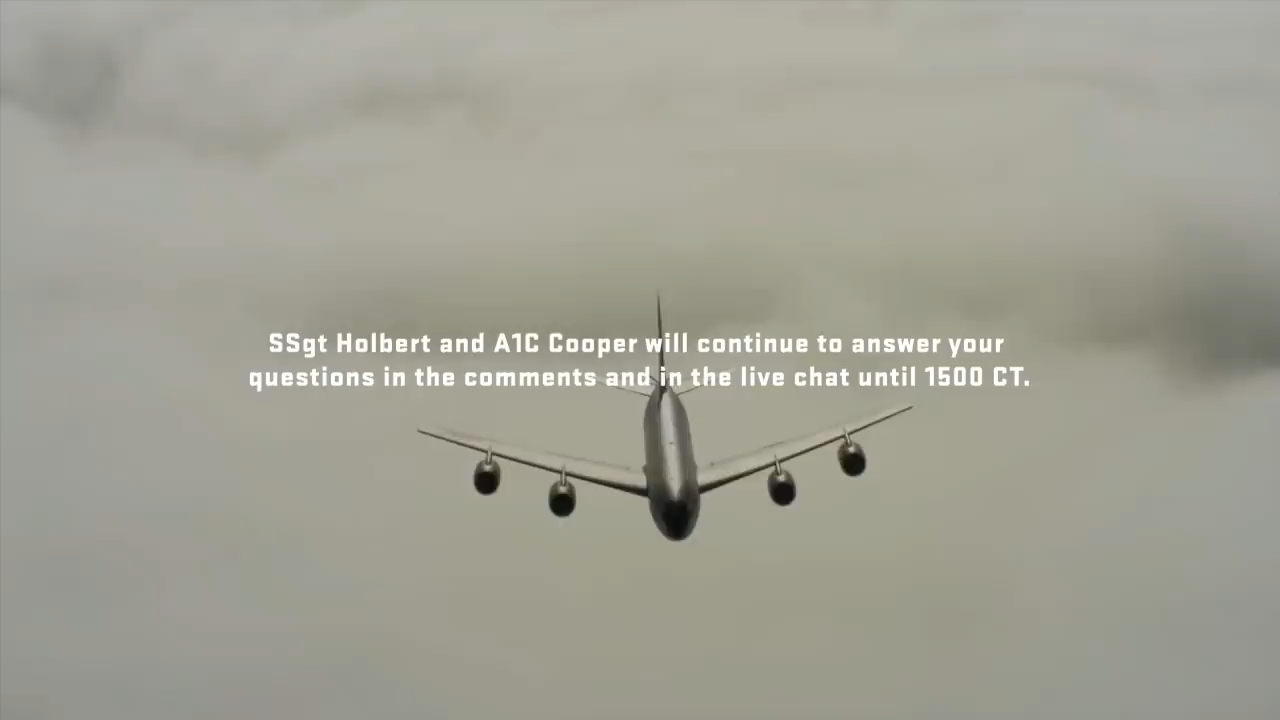 SSgt Holbert and A1C Cooper will continue to answer your
questions in the comments and in the live chat until 1500 CT.